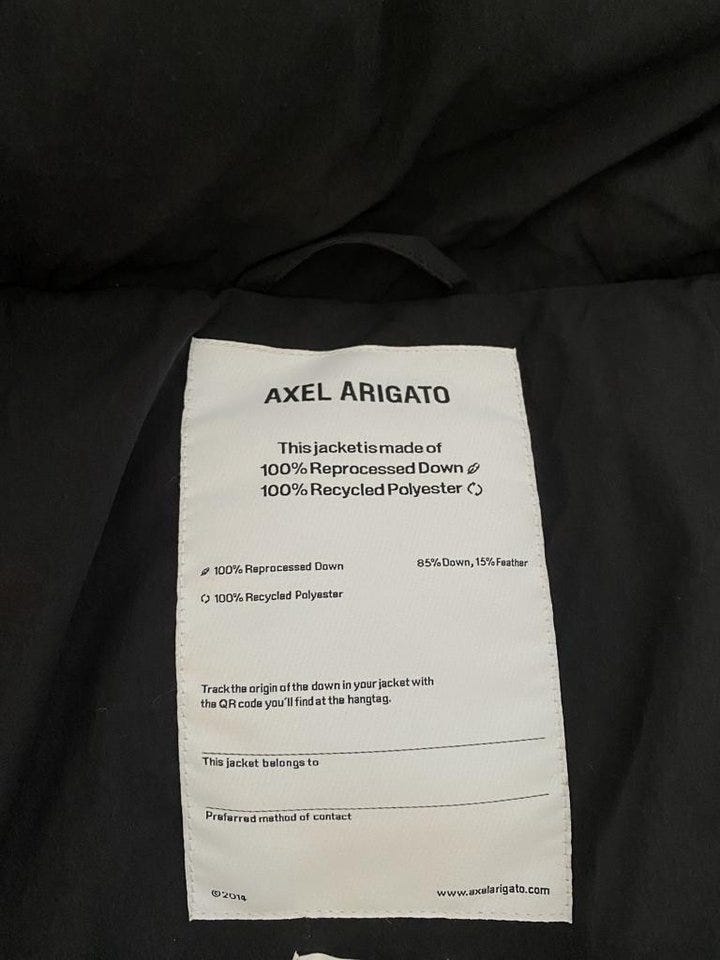 AXEL ARIGATO
This jacket is made of
100% Reprocessed Down
100% Recycled Polyester
100% Reprocessed Down 85% Down, 15% Feather
100% Recycled Polyester
Track the origin of the down in your jacket with
the QR code you'll find at the hangtag.
This jacket belongs to
Preferred method of contact
©2014 www.axelarigato.com